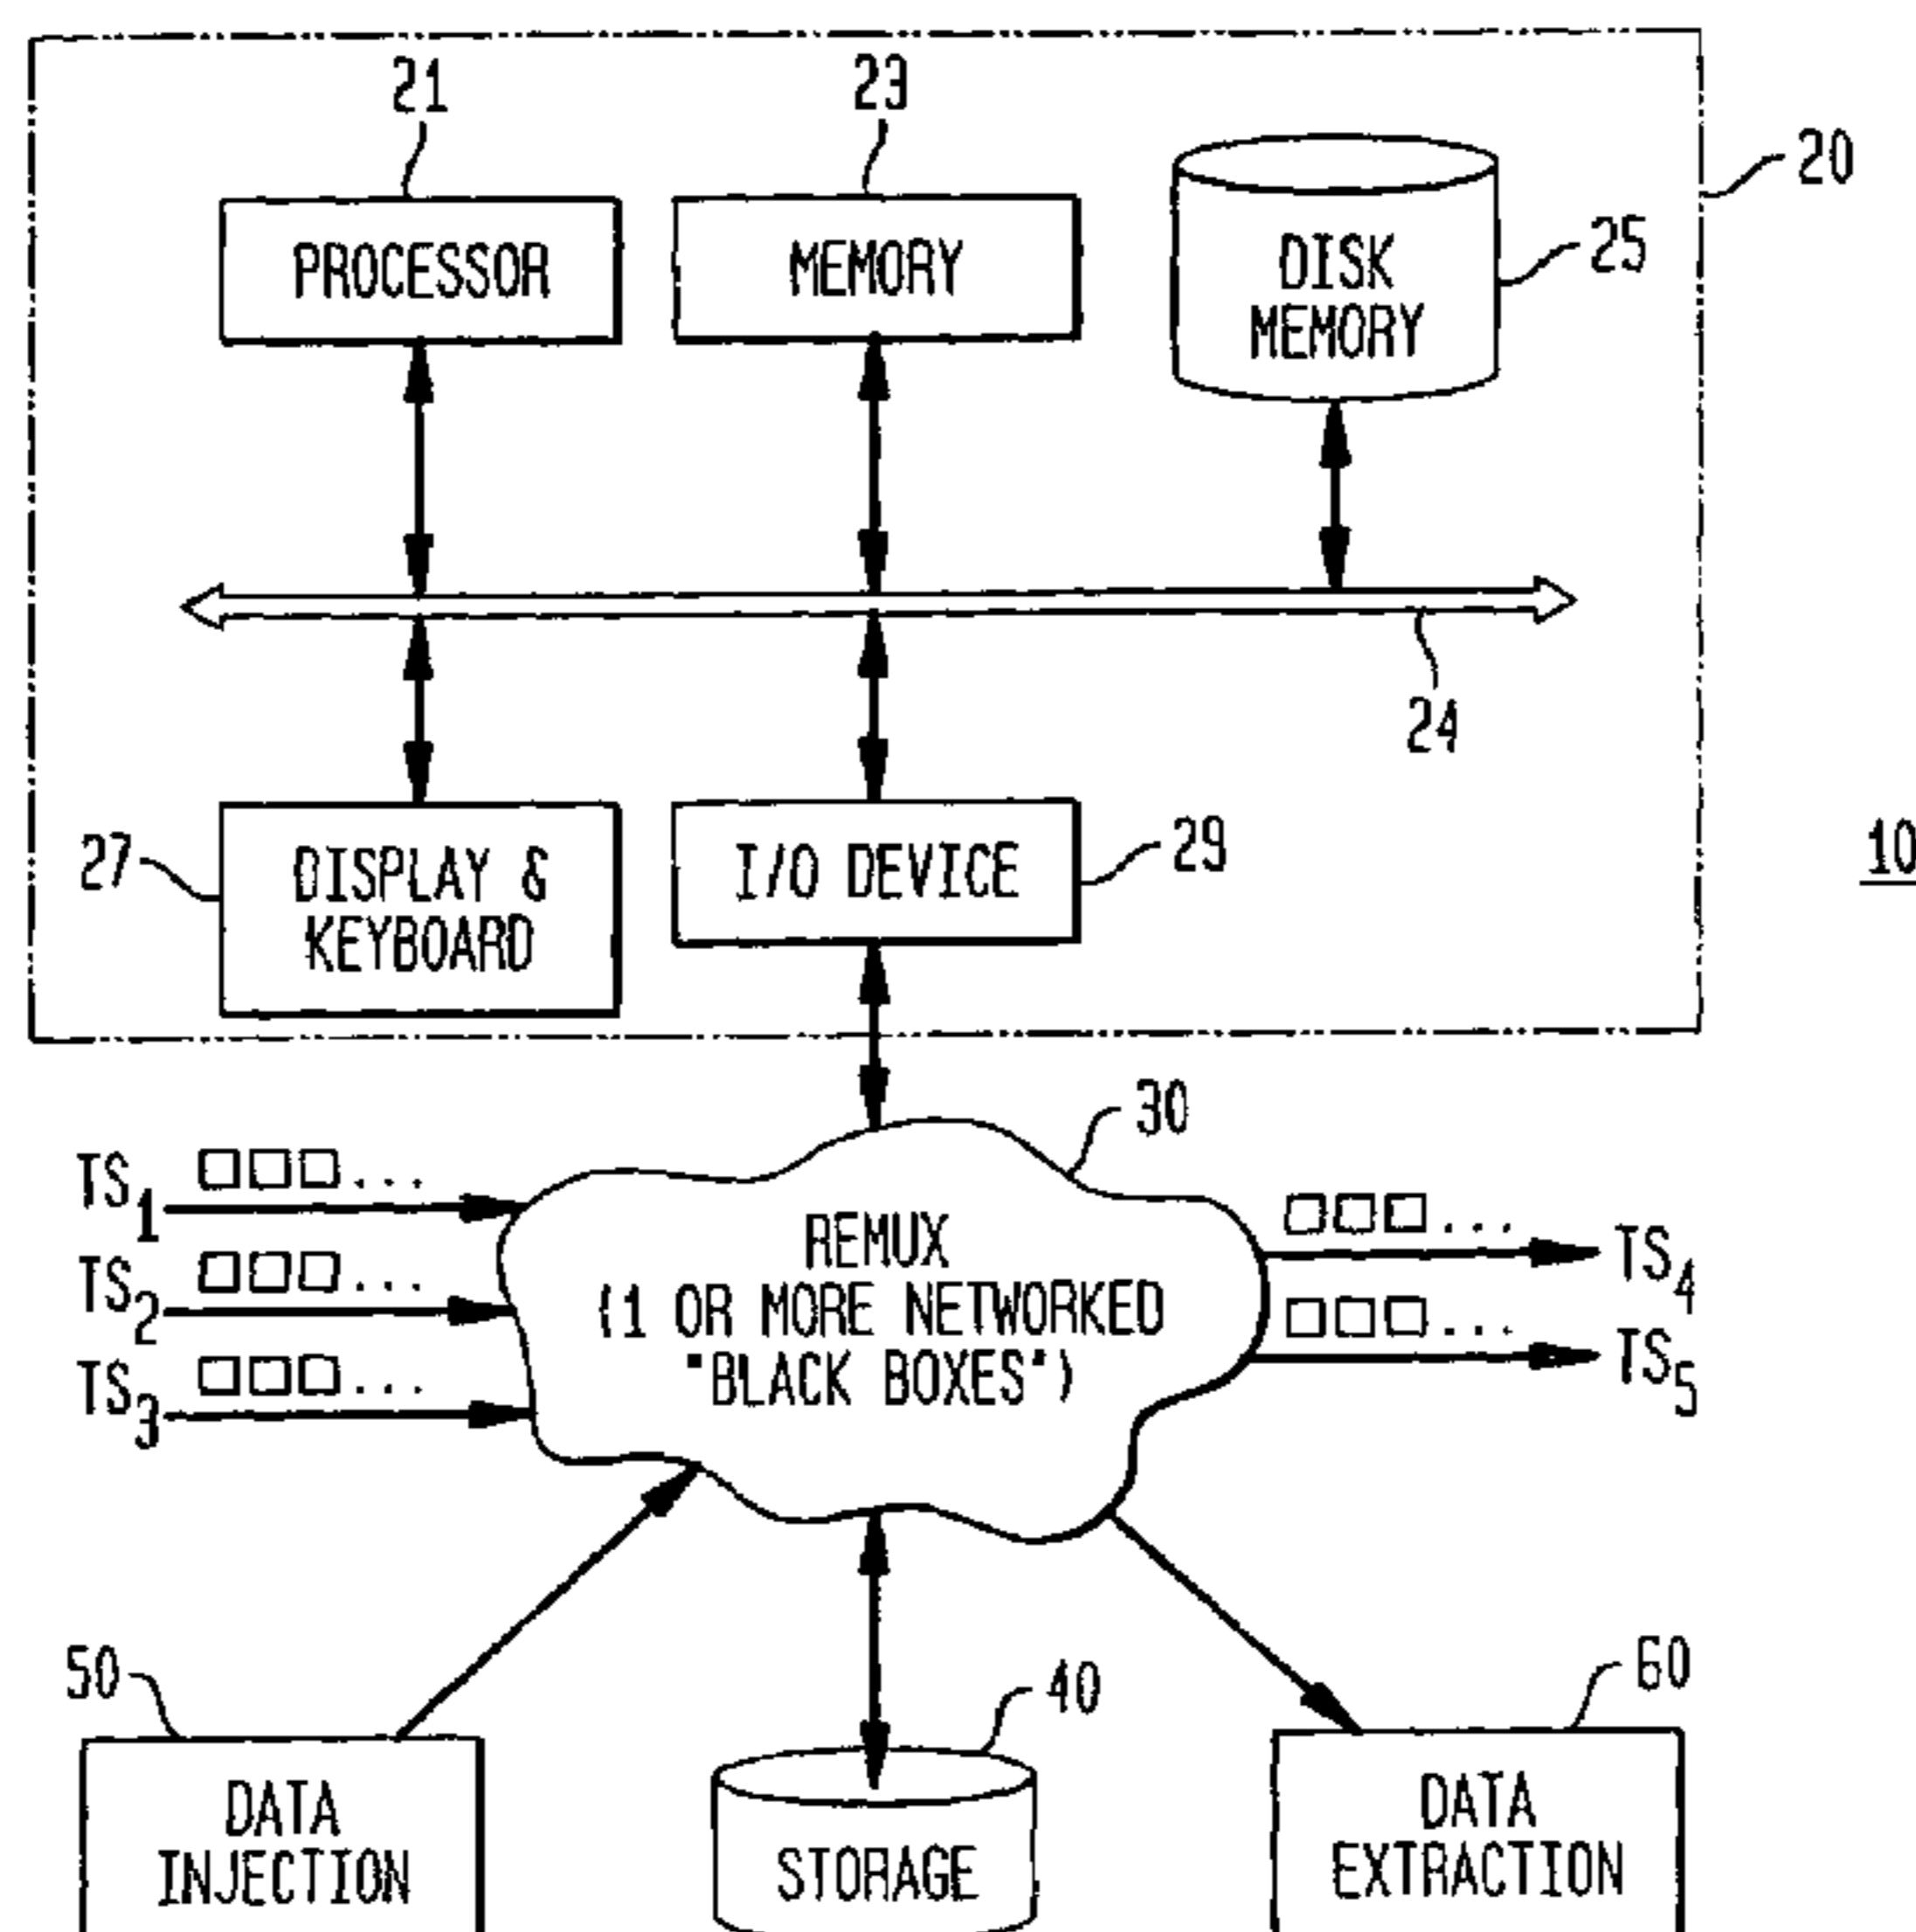 21
23
20
PROCESSOR
MEMORY
DISK
MEMORY
25
24
27
DISPLAY &
KEYBOARD
I/O DEVICE
29
10
30
TS1 ...
TS2 ...
TS3 ...
REMUX
(1 OR MORE NETWORKED
"BLACK BOXES")
... TS4
... TS5
50
40
60
DATA
INJECTION
STORAGE
DATA
EXTRACTION